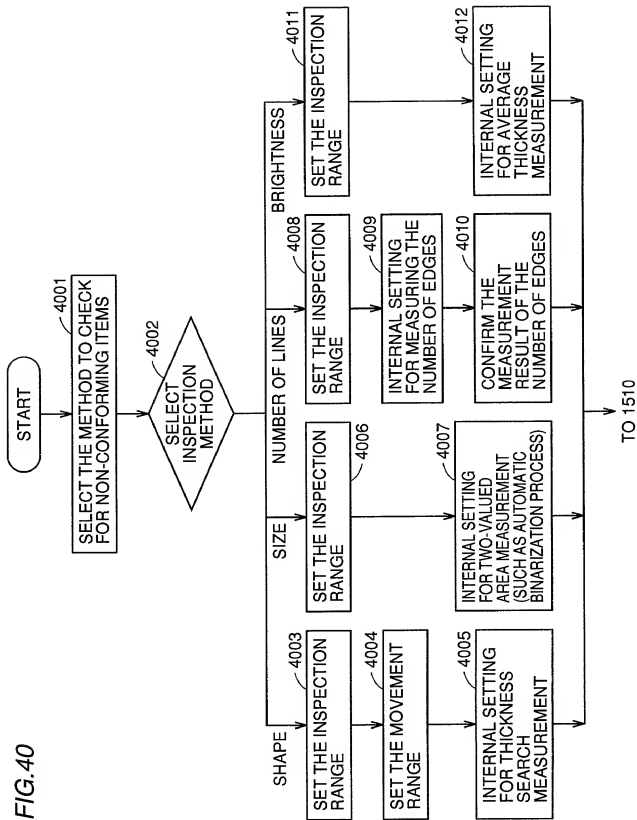 FIG.40
START
4001
SELECT THE METHOD TO CHECK
FOR NON-CONFORMING ITEMS
4002
SELECT
INSPECTION
METHOD
SHAPE
4003
SET THE INSPECTION
RANGE
4004
SET THE MOVEMENT
RANGE
4005
INTERNAL SETTING
FOR THICKNESS
SEARCH
MEASUREMENT
SIZE
4006
SET THE INSPECTION
RANGE
4007
INTERNAL SETTING
FOR TWO-VALUED
AREA MEASUREMENT
(SUCH AS AUTOMATIC
BINARIZATION PROCESS)
NUMBER OF LINES
4008
SET THE INSPECTION
RANGE
4009
INTERNAL SETTING
FOR MEASURING THE
NUMBER OF EDGES
4010
CONFIRM THE
MEASUREMENT
RESULT OF THE
NUMBER OF EDGES
BRIGHTNESS
4011
SET THE INSPECTION
RANGE
4012
INTERNAL SETTING
FOR AVERAGE
THICKNESS
MEASUREMENT
TO 1510